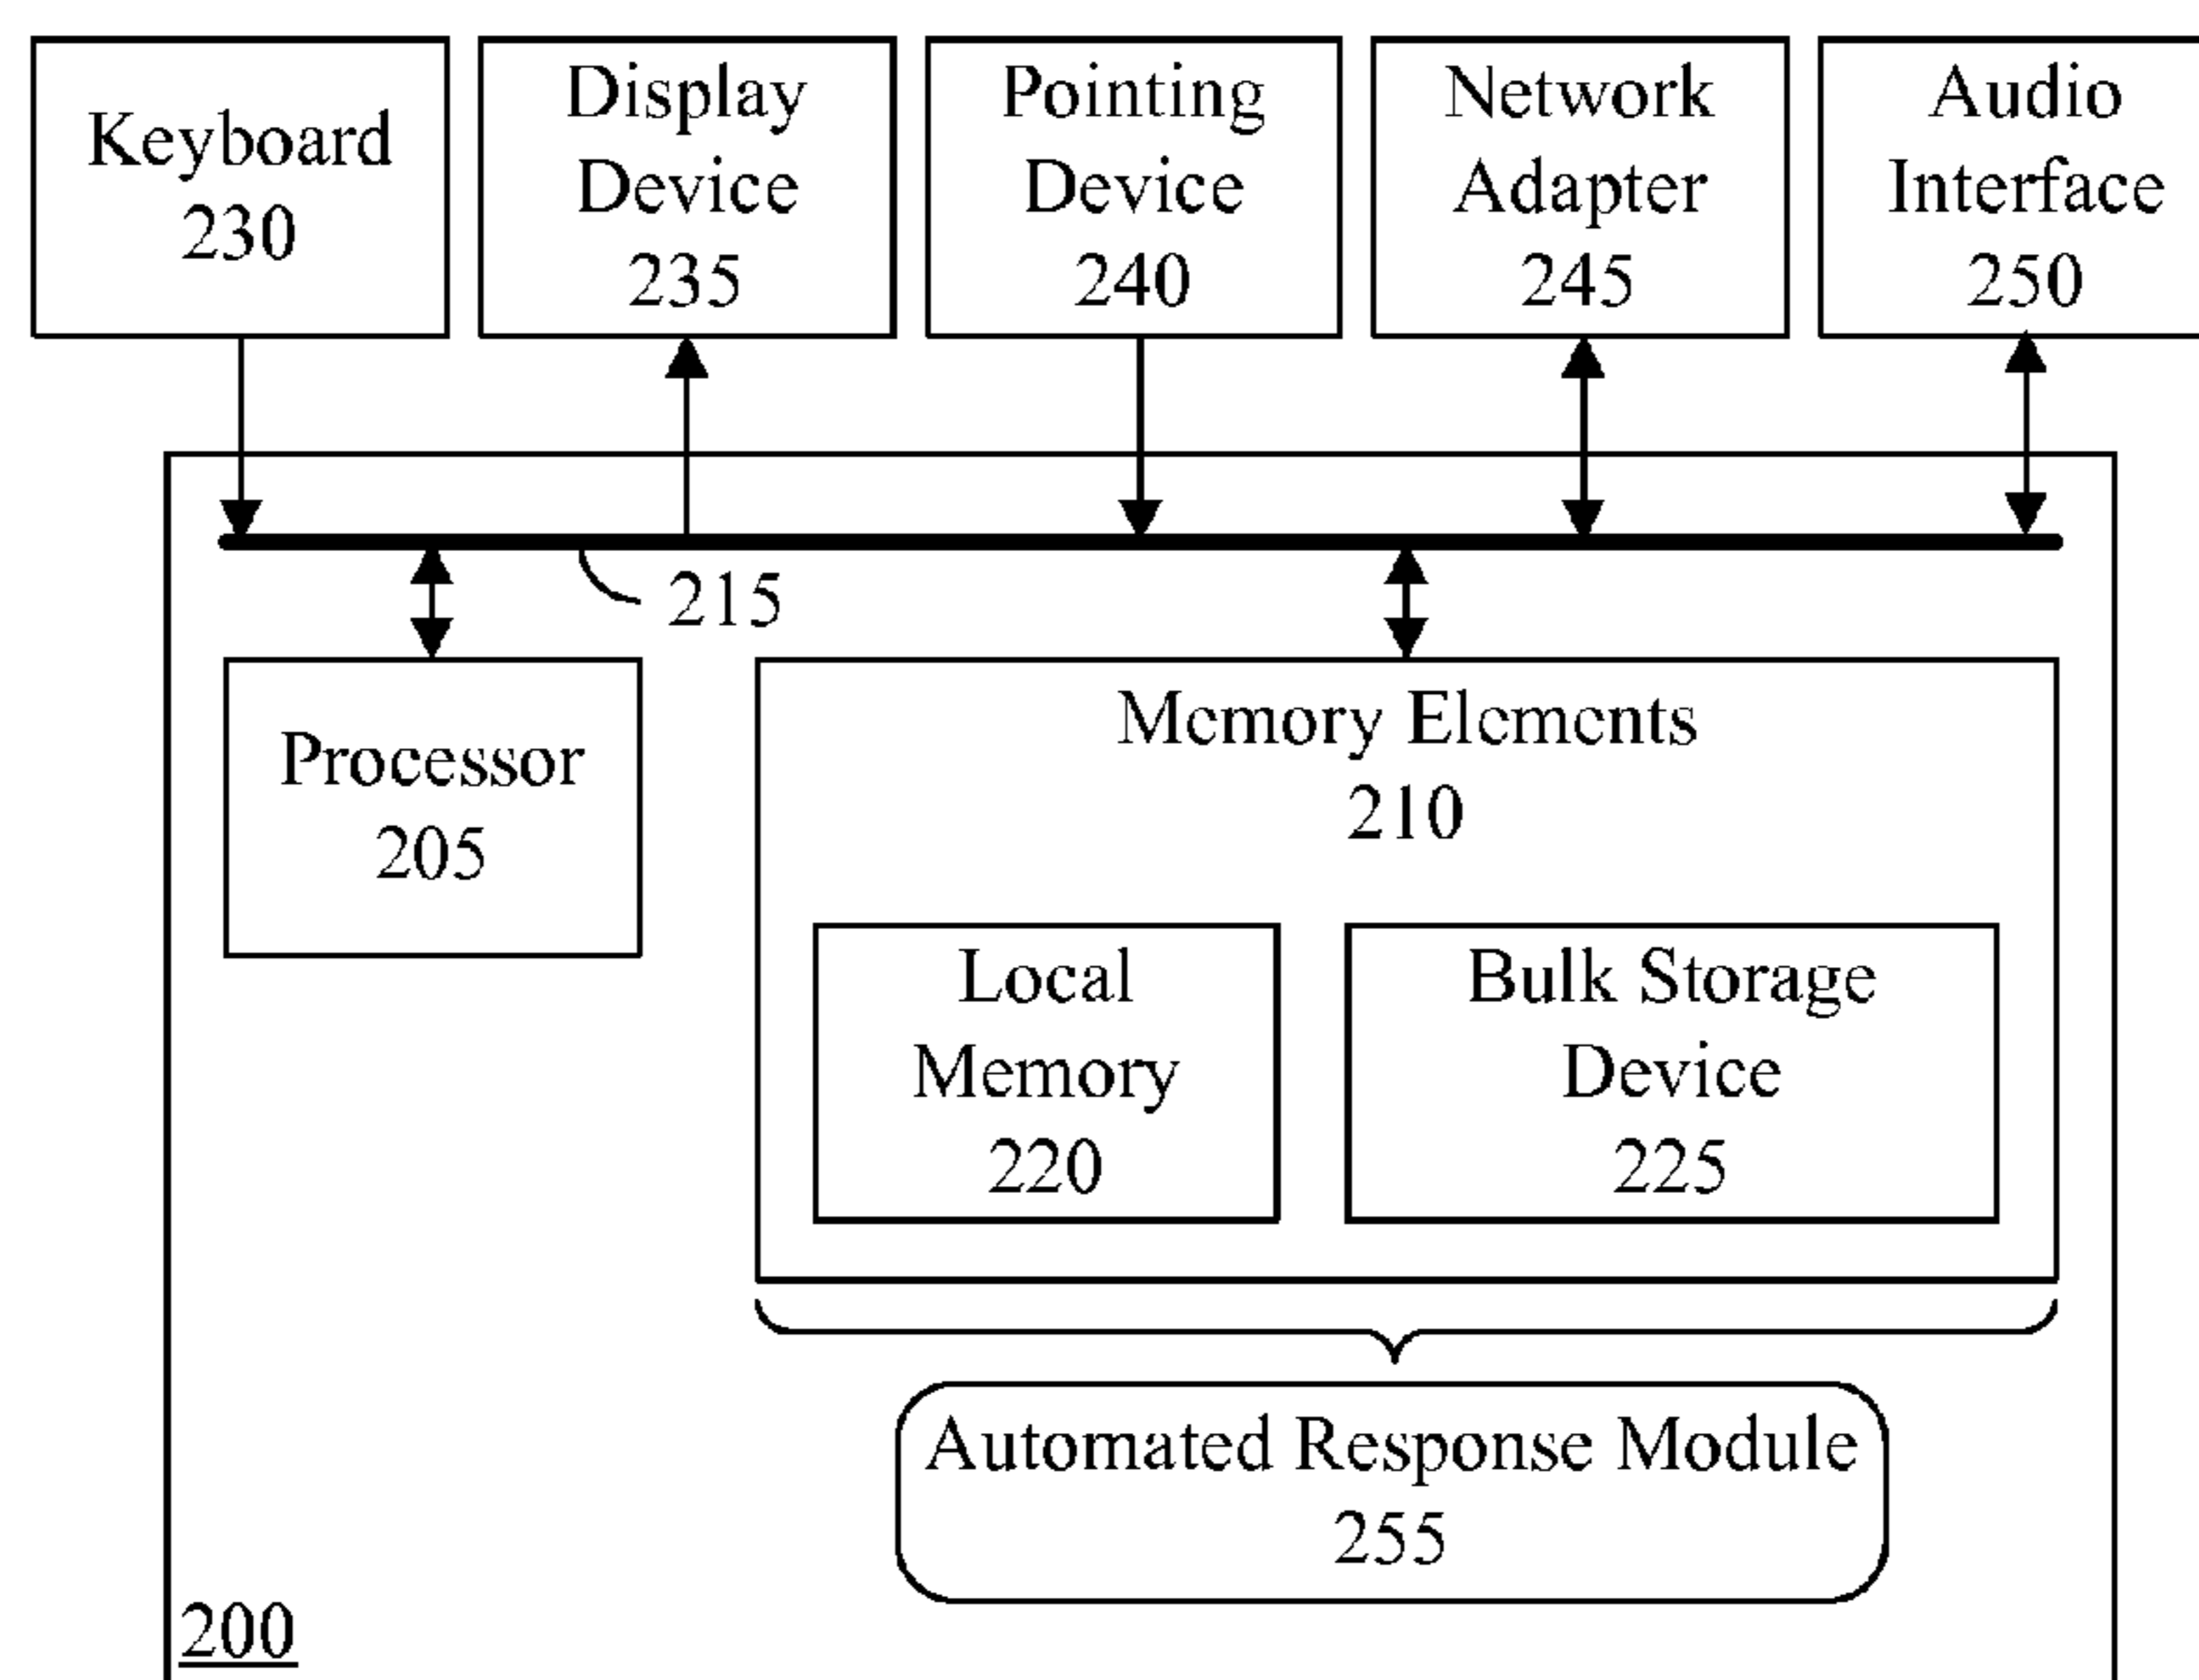 Keyboard
230
Display
Device
235
Pointing
Device
240
Network
Adapter
245
Audio
Interface
250
215
Processor
205
Memory Elements
210
Local
Memory
220
Bulk Storage
Device
225
Automated Response Module
255
200